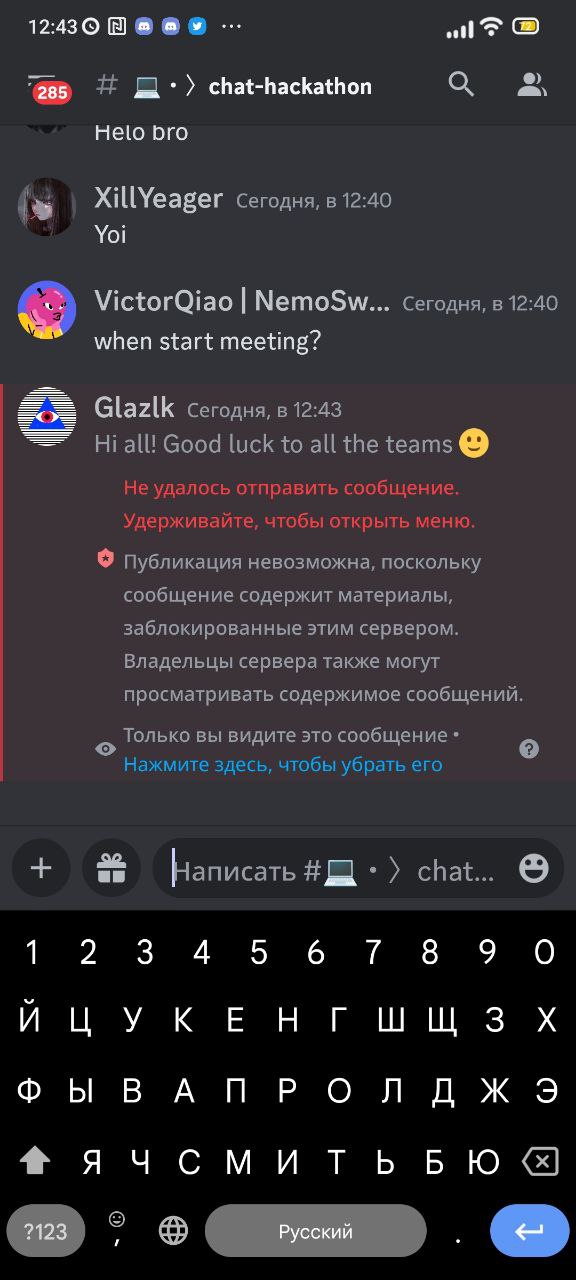 12:43
285
# 💻 • 〉 chat-hackathon
Helo bro
XillYeager Сегодня, в 12:40
Yoi
VictorQiao | NemoSw... Сегодня, в 12:40
when start meeting?
Glazlk Сегодня, в 12:43
Hi all! Good luck to all the teams 🙂
Не удалось отправить сообщение.
Удерживайте, чтобы открыть меню.
Публикация невозможна, поскольку
сообщение содержит материалы,
заблокированные этим сервером.
Владельцы сервера также могут
просматривать содержимое сообщений.
Только вы видите это сообщение •
Нажмите здесь, чтобы убрать его
Написать #💻 • 〉 chat...
1 2 3 4 5 6 7 8 9 0
Й Ц У К Е Н Г Ш Щ З Х
Ф Ы В А П Р О Л Д Ж Э
Я Ч С М И Т Ь Б Ю
?123 , Русский .